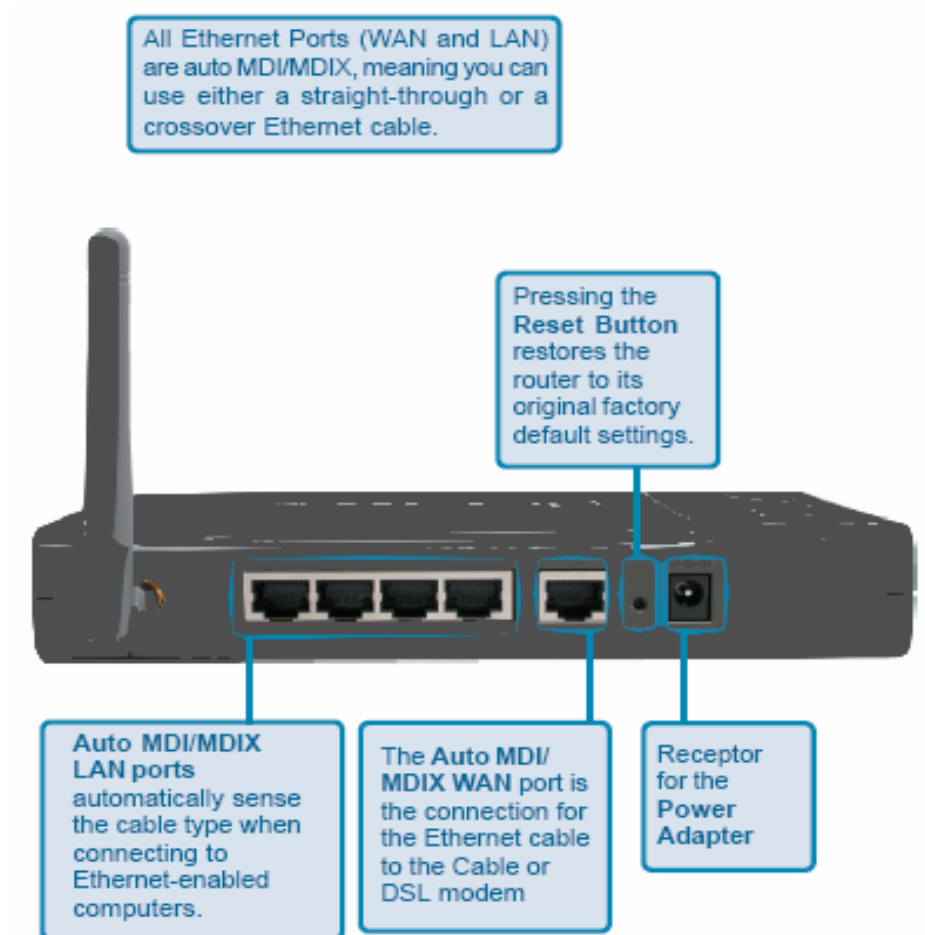 All Ethernet Ports (WAN and LAN)
are auto MDI/MDIX, meaning you can
use either a straight-through or a
crossover Ethernet cable.
Pressing the
Reset Button
restores the
router to its
original factory
default settings.
Auto MDI/MDIX
LAN ports
automatically sense
the cable type when
connecting to
Ethernet-enabled
computers.
The Auto MDI/
MDIX WAN port is
the connection for
the Ethernet cable
to the Cable or
DSL modem
Receptor
for the
Power
Adapter